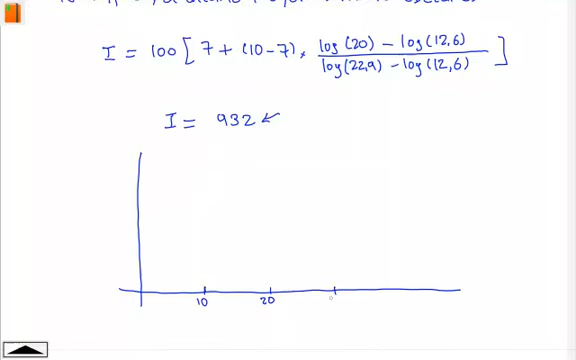 I = 100 [ 7 + (10-7) * log(20) - log(12,6) / log(22,9) - log(12,6) ]
I = 932 ←
10 20